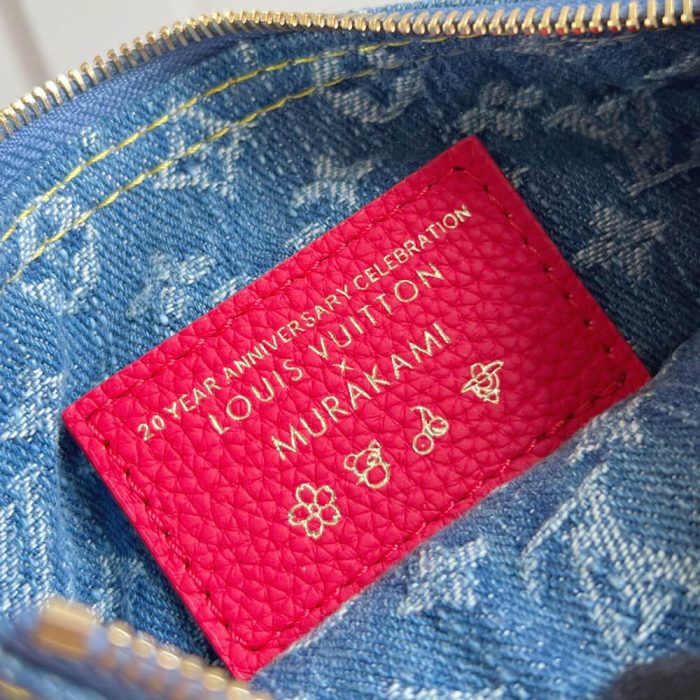 20 YEAR ANNIVERSARY CELEBRATION
LOUIS VUITTON
×
MURAKAMI